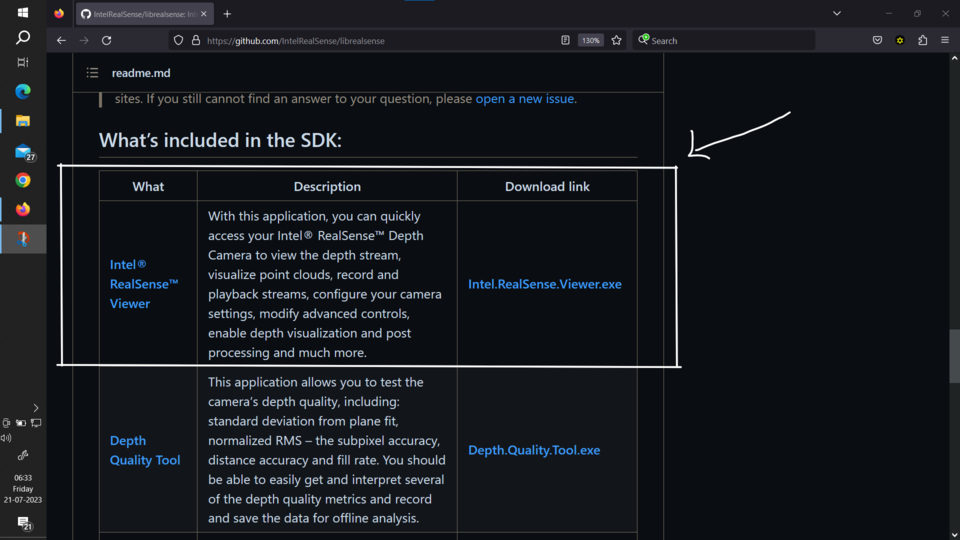 IntelRealSense/librealsense: Int
https://github.com/IntelRealSense/librealsense
130%
Search
readme.md
sites. If you still cannot find an answer to your question, please open a new issue.
What's included in the SDK:
What
Description
Download link
Intel®
RealSense™
Viewer
With this application, you can quickly
access your Intel® RealSense™ Depth
Camera to view the depth stream,
visualize point clouds, record and
playback streams, configure your camera
settings, modify advanced controls,
enable depth visualization and post
processing and much more.
Intel.RealSense.Viewer.exe
Depth
Quality Tool
This application allows you to test the
camera's depth quality, including:
standard deviation from plane fit,
normalized RMS – the subpixel accuracy,
distance accuracy and fill rate. You should
be able to easily get and interpret several
of the depth quality metrics and record
and save the data for offline analysis.
Depth.Quality.Tool.exe
27
06:33
Friday
21-07-2023
21